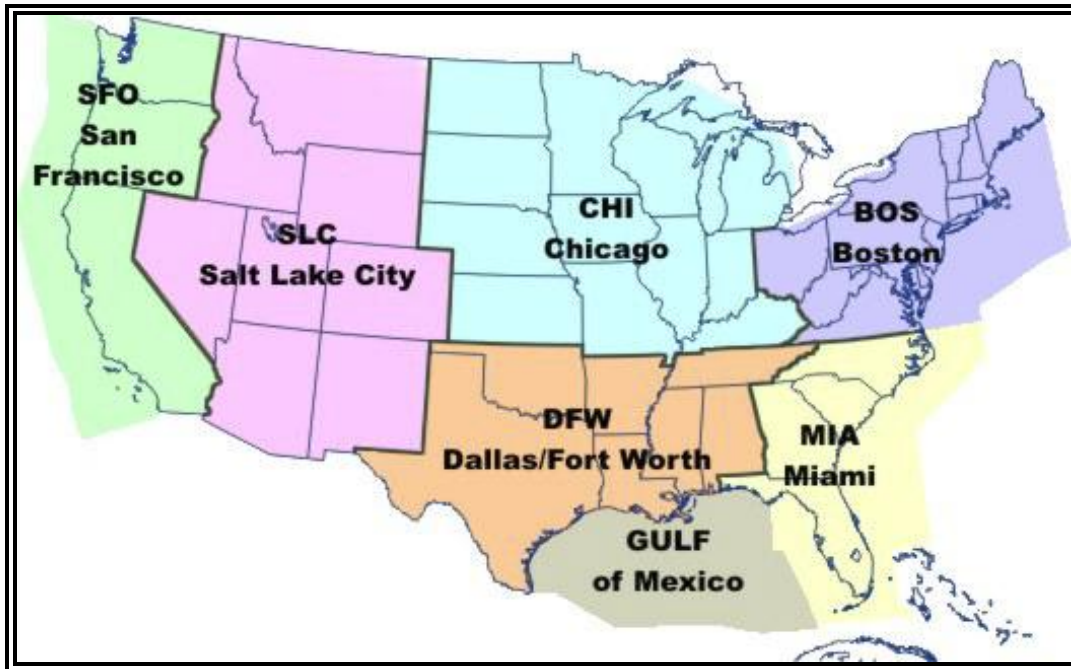 SFO
San
Francisco
SLC
Salt Lake City
CHI
Chicago
BOS
Boston
DFW
Dallas/Fort Worth
MIA
Miami
GULF
of Mexico